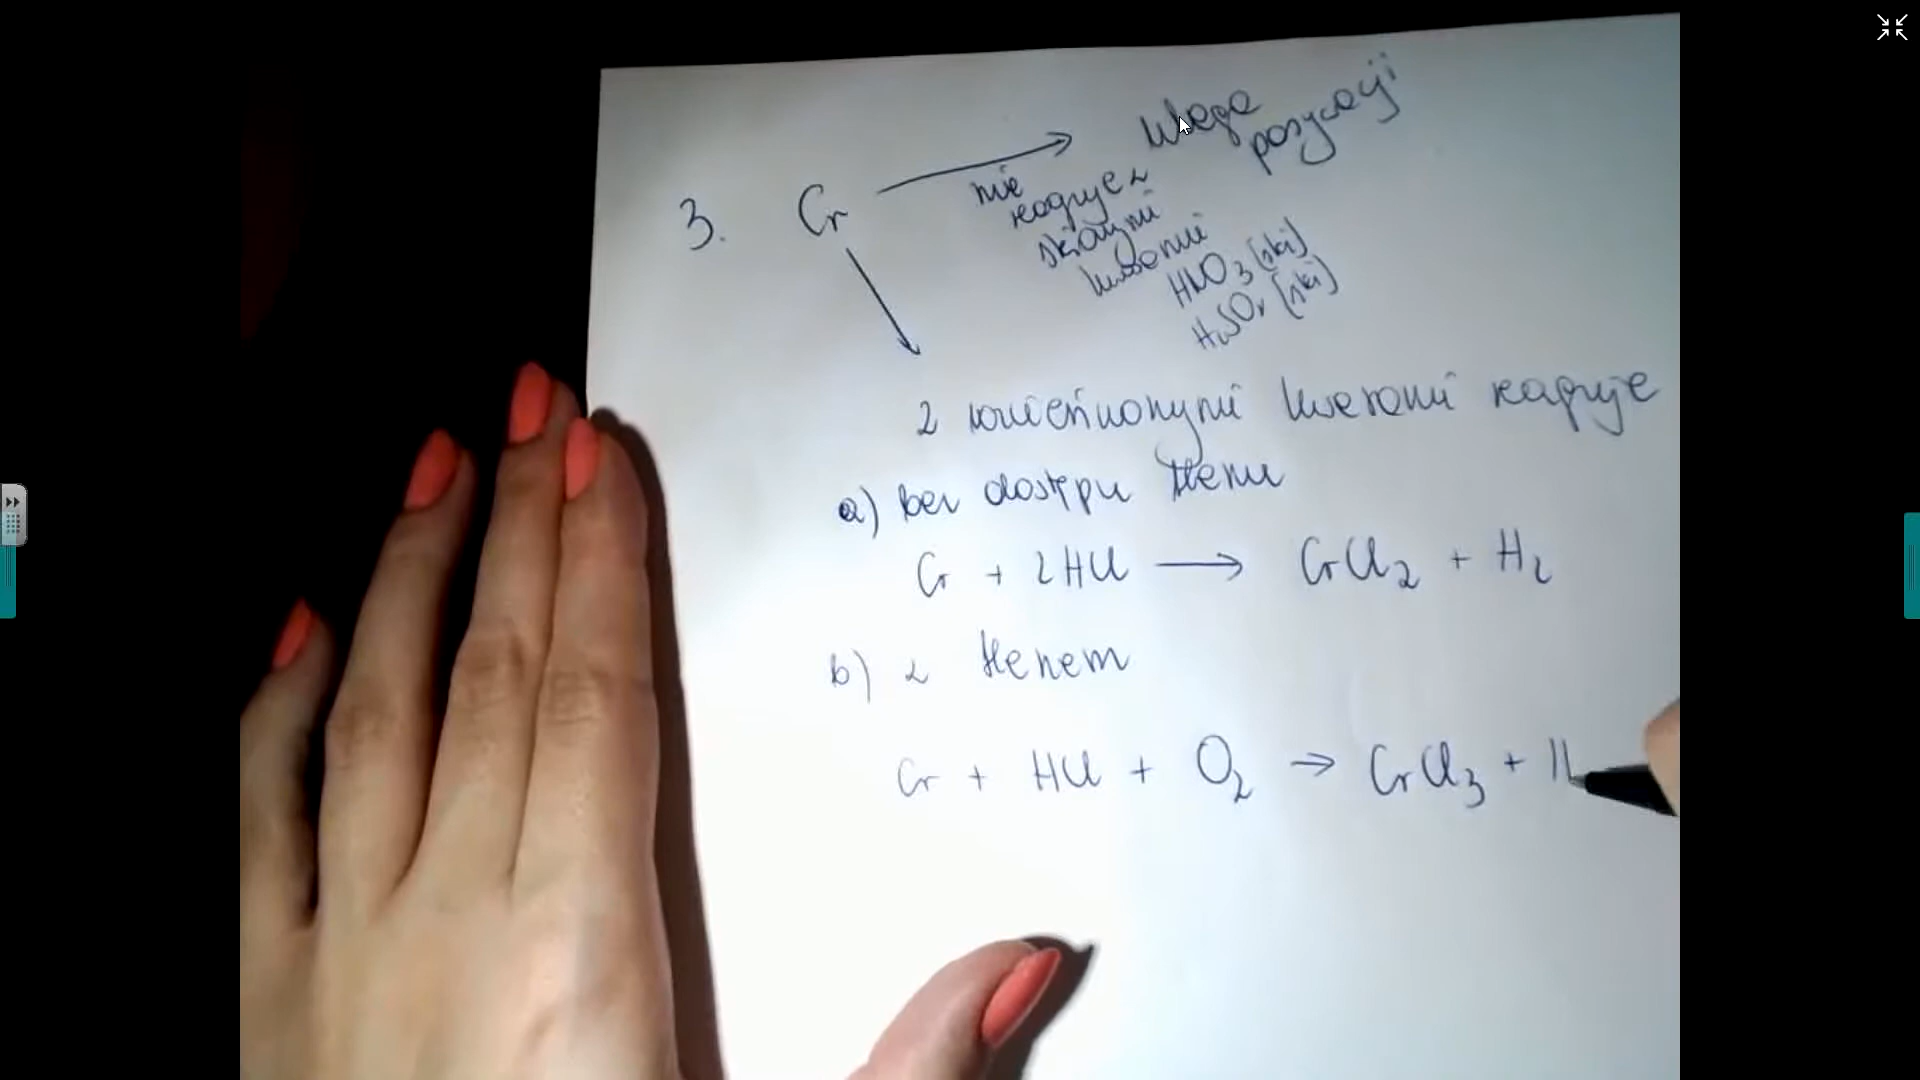 3. Cr → ulega pasywacji
nie
reaguje z
stężonymi
kwasami
HNO3 (stęż)
H2SO4 (stęż)
z rozcieńczonymi kwasami reaguje
a) bez dostępu tlenu
Cr + 2HCl → CrCl2 + H2
b) z tlenem
Cr + HCl + O2 → CrCl3 +